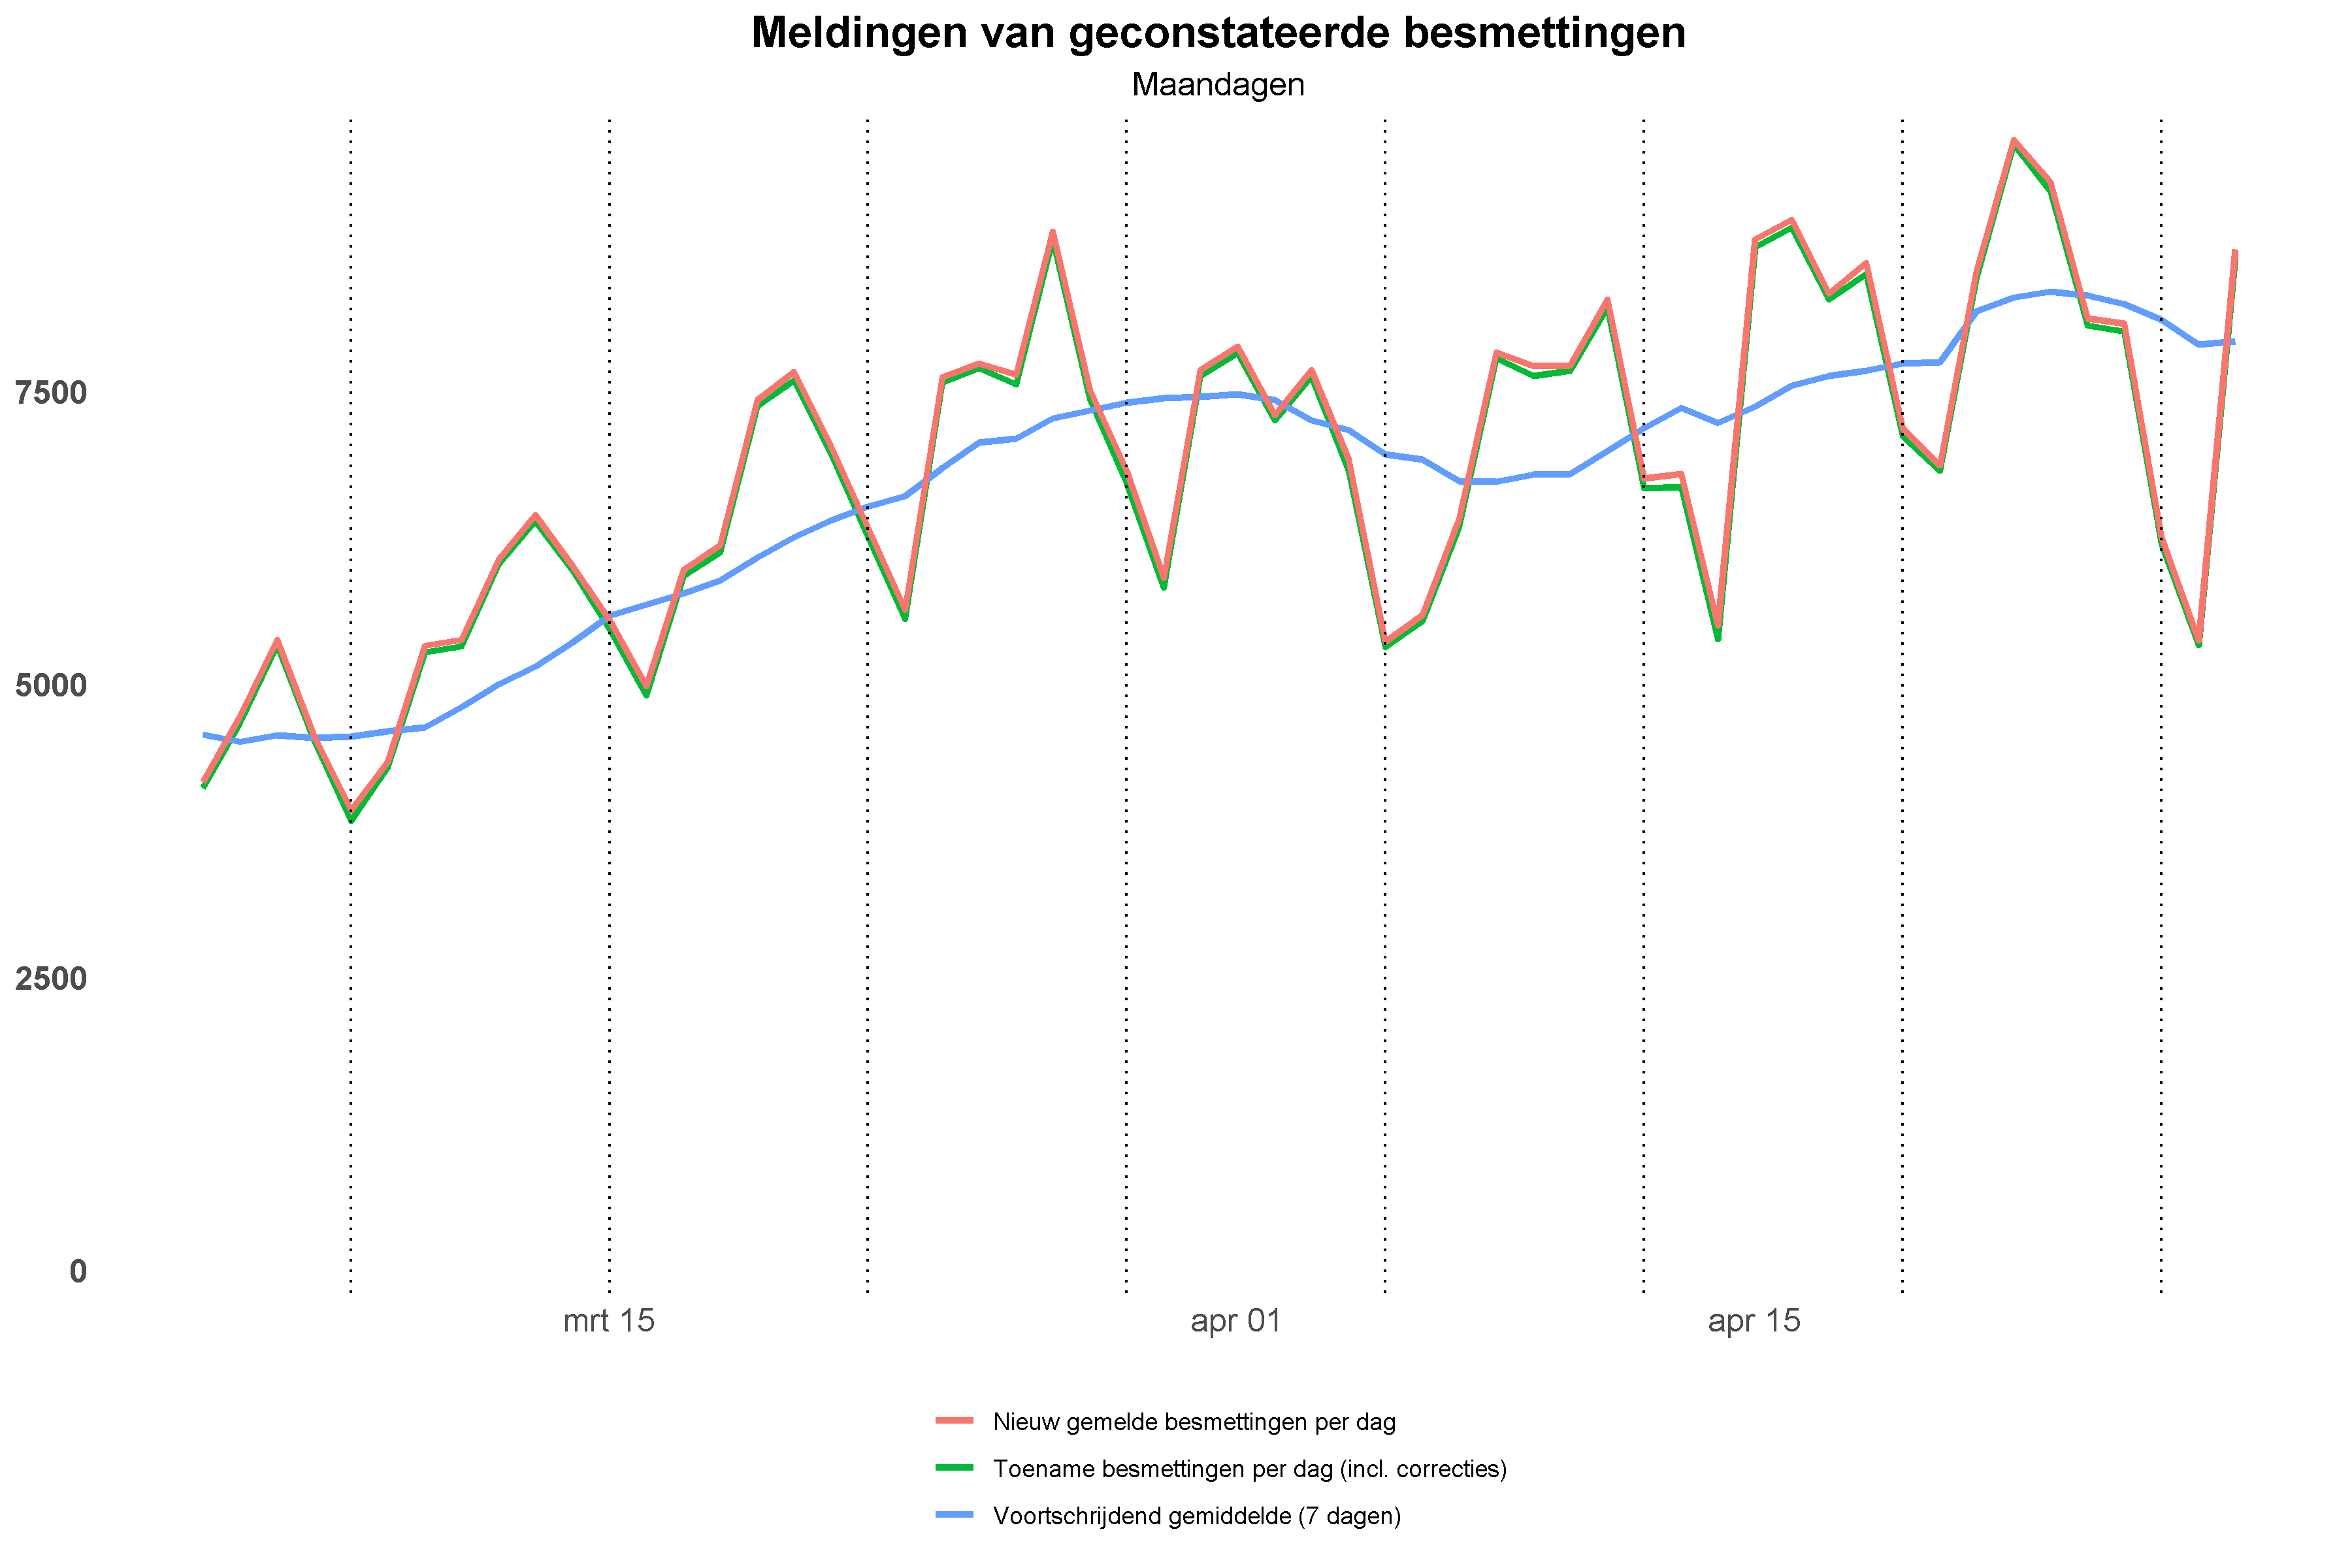 Meldingen van geconstateerde besmettingen
Maandagen
7500
5000
2500
0
mrt 15
apr 01
apr 15
Nieuw gemelde besmettingen per dag
Toename besmettingen per dag (incl. correcties)
Voortschrijdend gemiddelde (7 dagen)